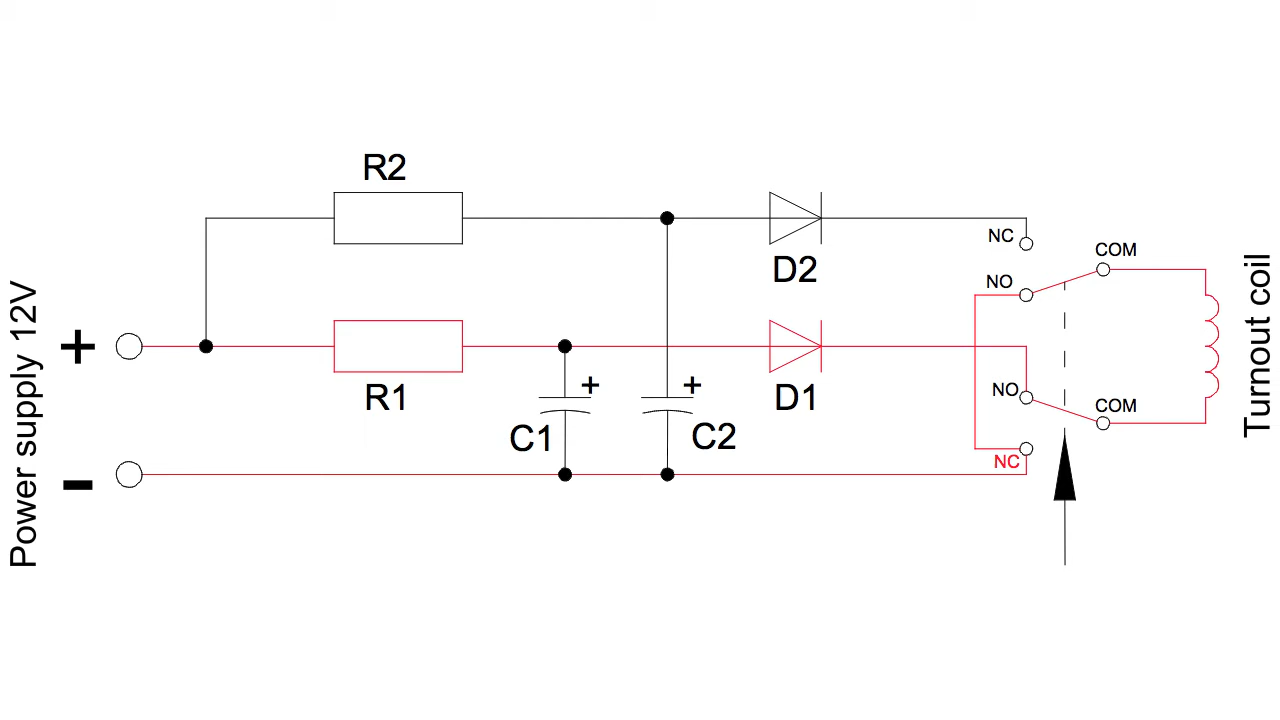 R2
D2
NC
COM
NO
Turnout coil
Power supply 12V
+
-
R1
+
C1
+
C2
D1
NO
COM
NC